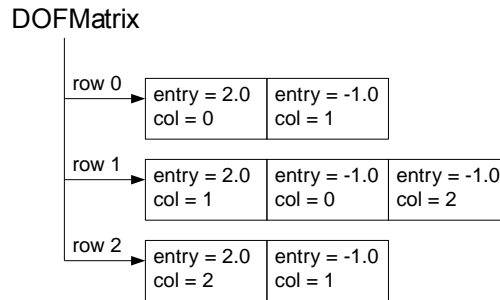 DOFMatrix
row 0
entry = 2.0 entry = -1.0
col = 0 col = 1
row 1
entry = 2.0 entry = -1.0 entry = -1.0
col = 1 col = 0 col = 2
row 2
entry = 2.0 entry = -1.0
col = 2 col = 1